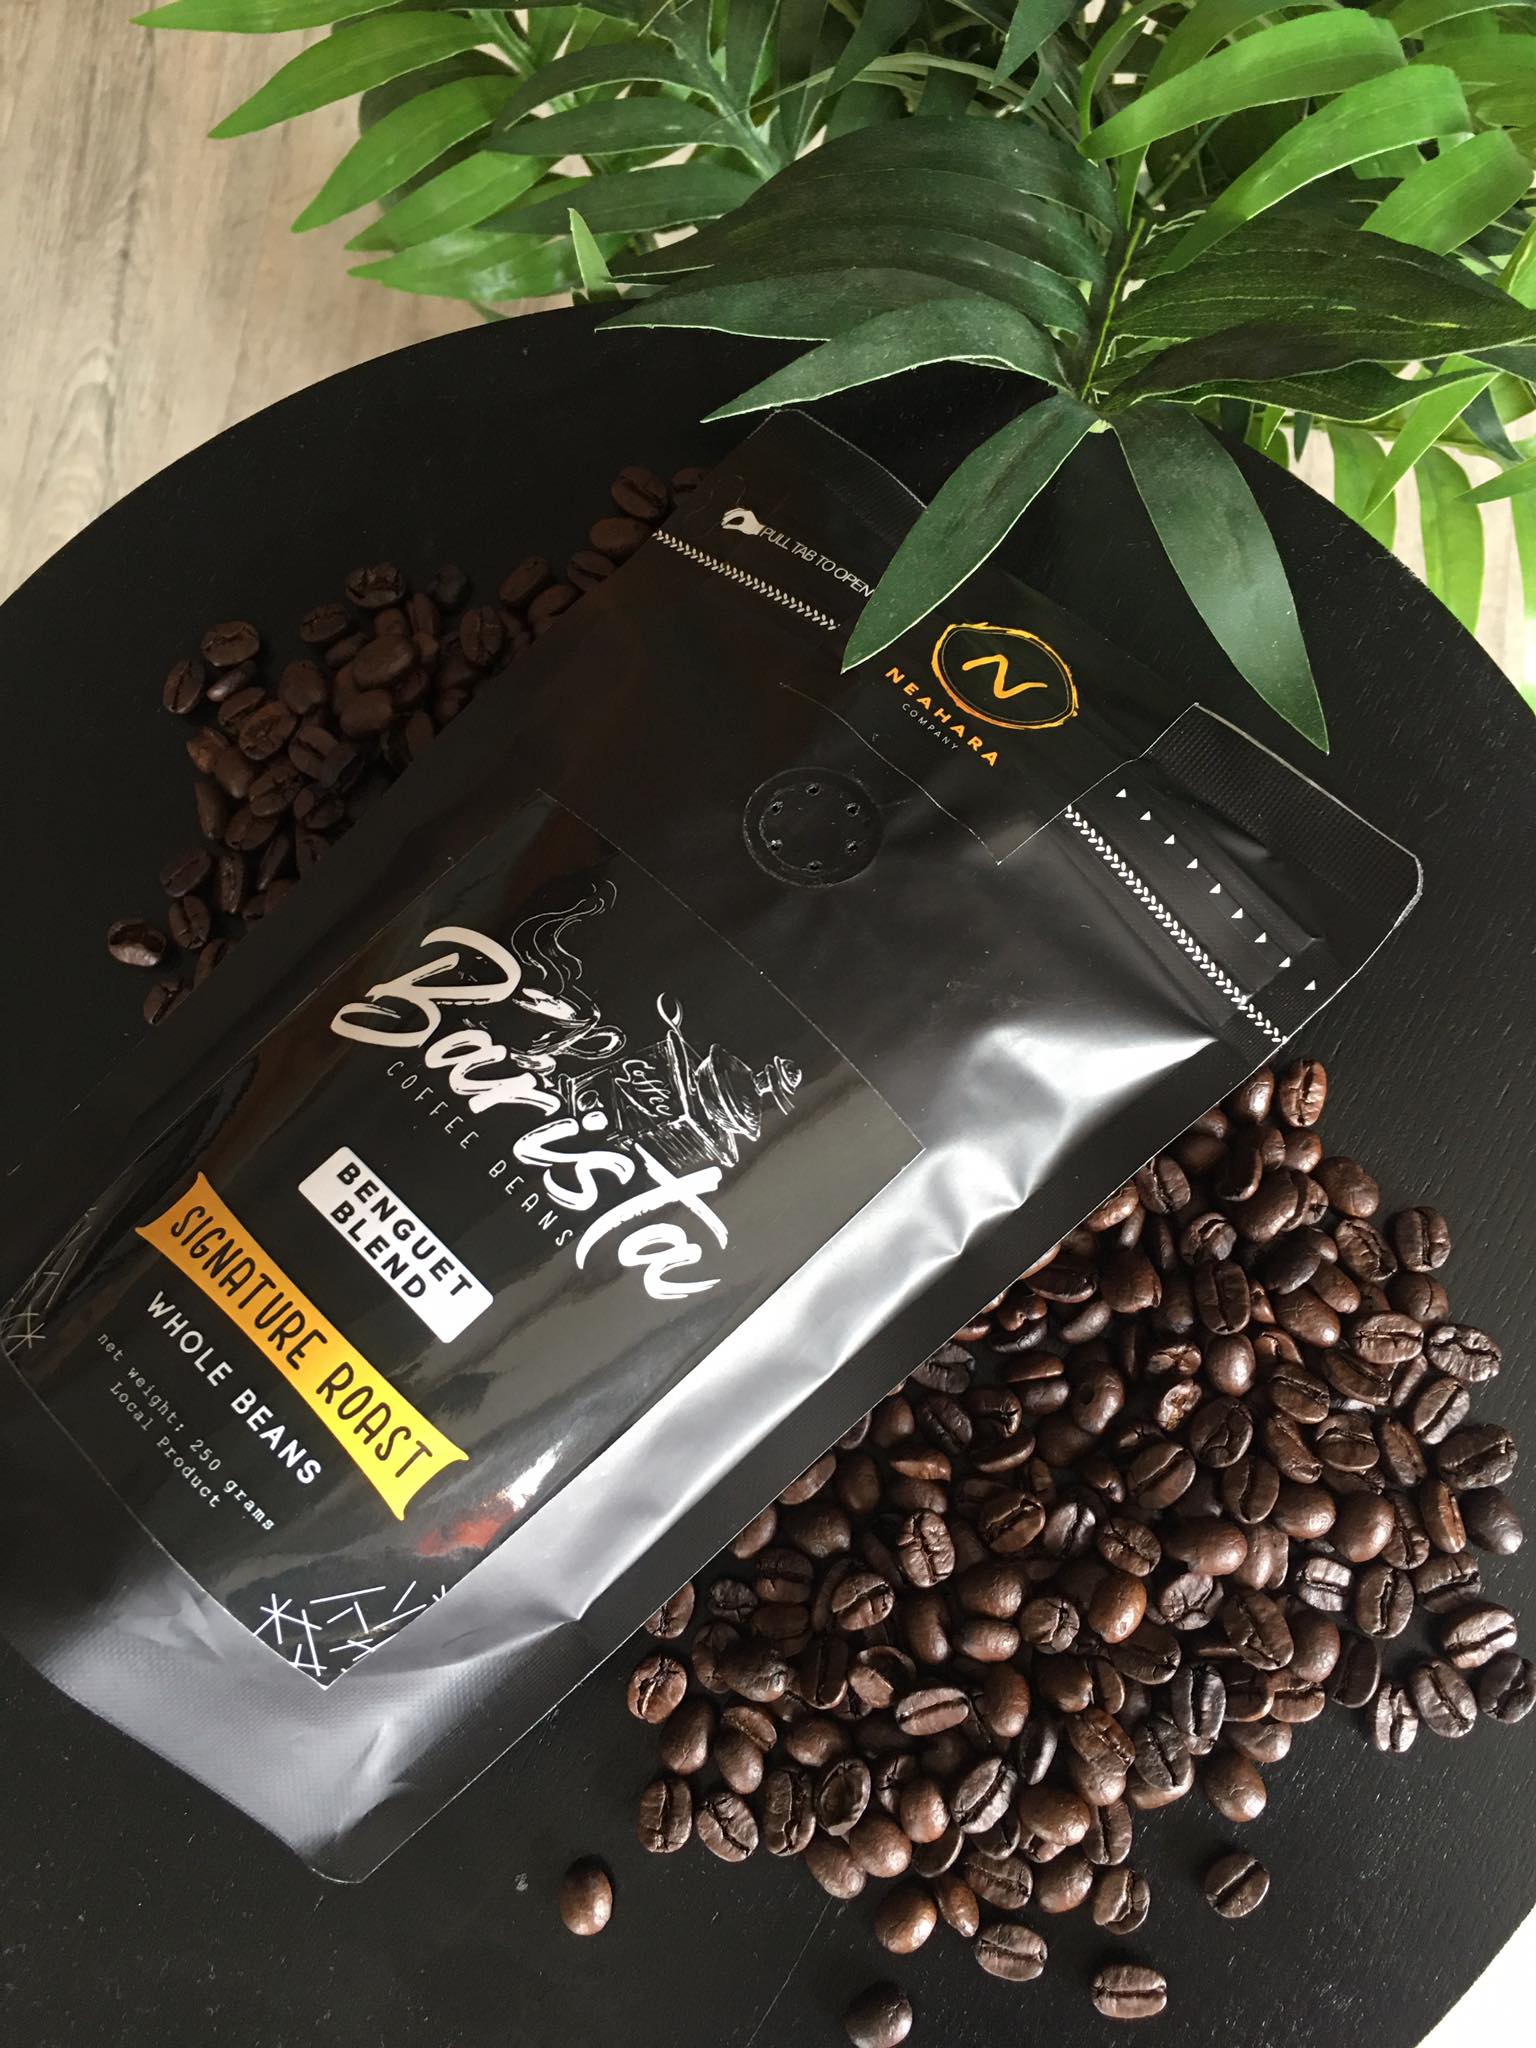 PULL TAB TO OPEN
N
NEAHARA
COMPANY
Barista
Coffee
COFFEE BEANS
BENGUET
BLEND
SIGNATURE ROAST
WHOLE BEANS
net weight: 250 grams
Local Product